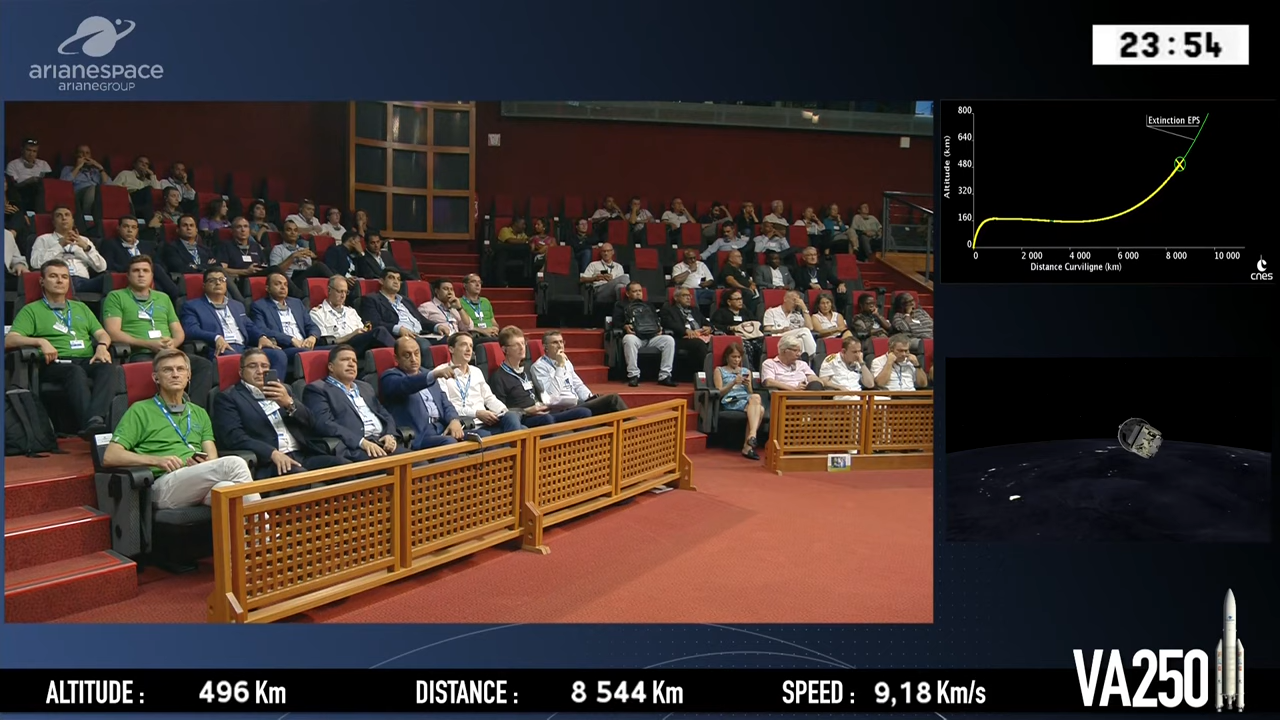 arianespace
arianeGROUP
23:54
800
640
480
320
160
0
Altitude (km)
Extinction EPS
0
2 000
4 000
6 000
8 000
10 000
Distance Curviligne (km)
cnes
VA250
ALTITUDE : 496 Km
DISTANCE : 8 544 Km
SPEED : 9,18 Km/s